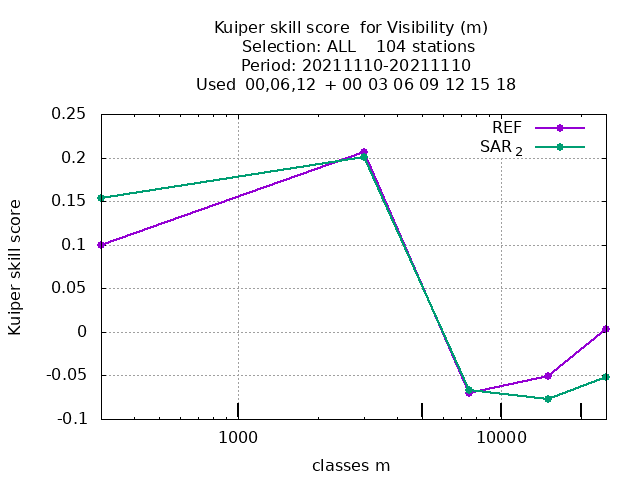 Kuiper skill score  for Visibility (m)
Selection: ALL    104 stations
Period: 20211110-20211110
Used  00,06,12  + 00 03 06 09 12 15 18
REF
SAR 2
0.25
0.2
0.15
0.1
0.05
0
-0.05
-0.1
Kuiper skill score
1000
10000
classes m